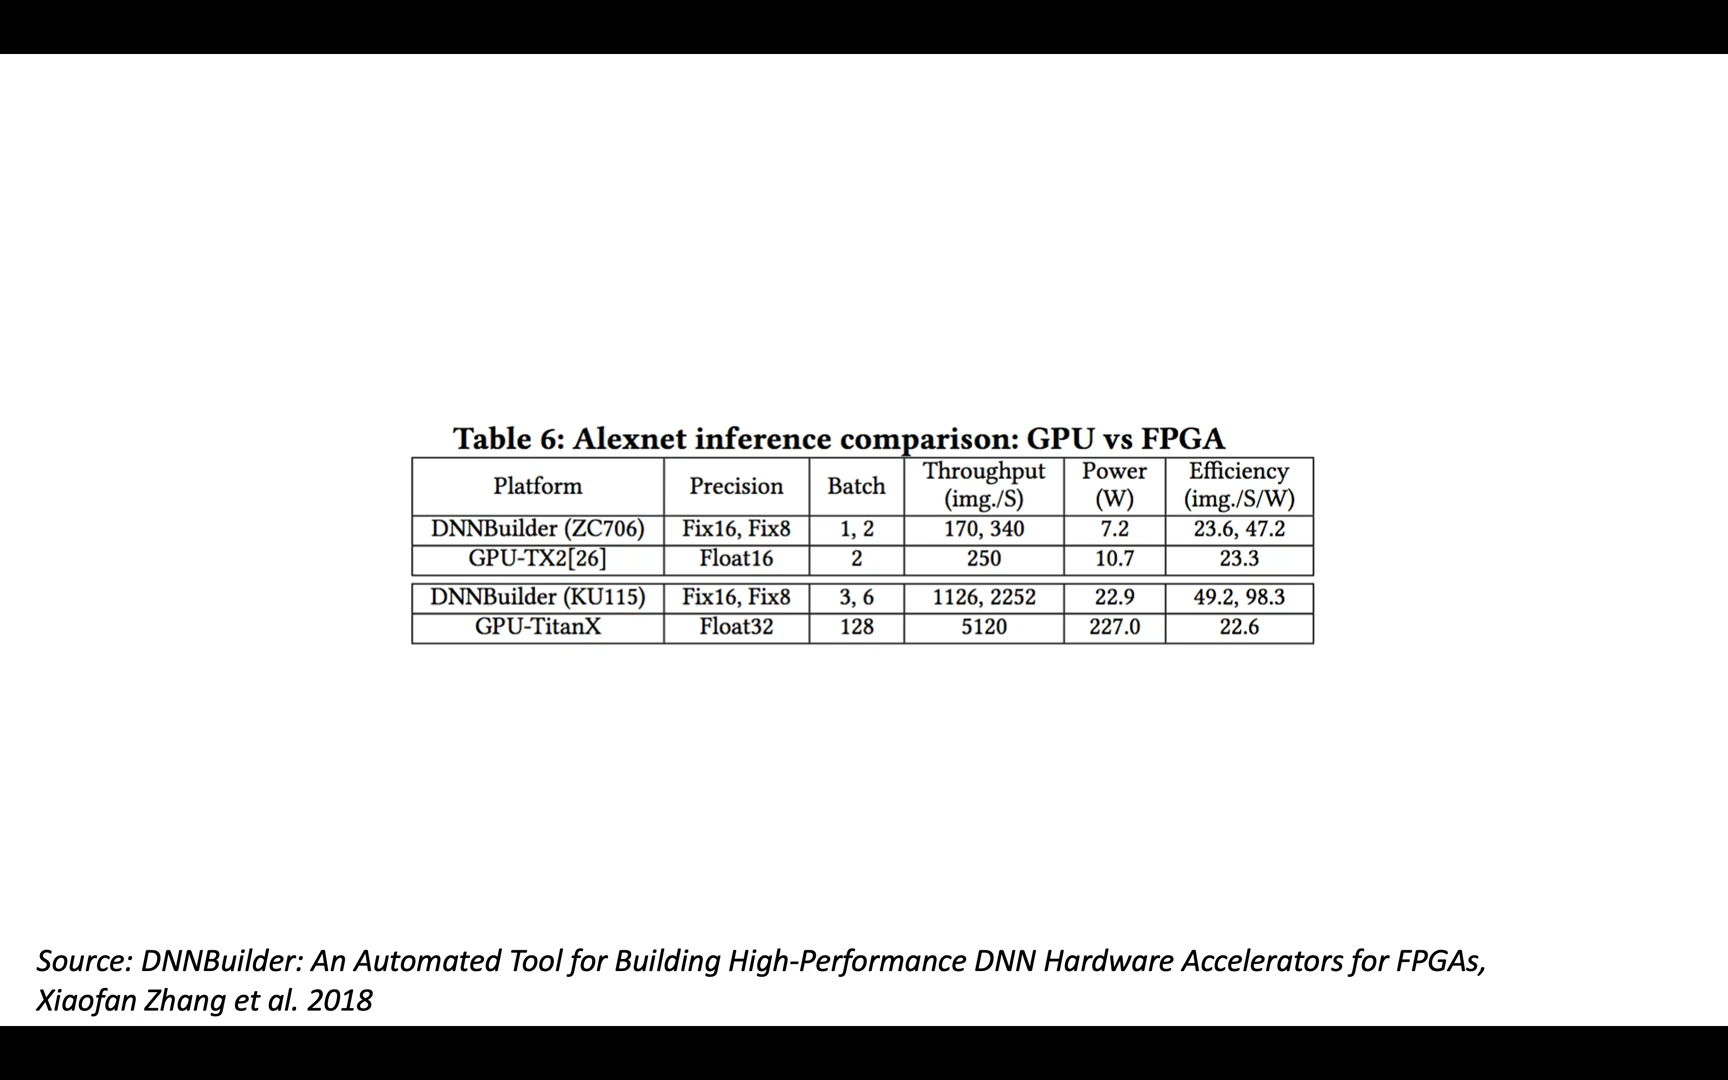 Table 6: Alexnet inference comparison: GPU vs FPGA
Platform Precision Batch Throughput (img./S) Power (W) Efficiency (img./S/W)
DNNBuilder (ZC706) Fix16, Fix8 1, 2 170, 340 7.2 23.6, 47.2
GPU-TX2[26] Float16 2 250 10.7 23.3
DNNBuilder (KU115) Fix16, Fix8 3, 6 1126, 2252 22.9 49.2, 98.3
GPU-TitanX Float32 128 5120 227.0 22.6
Source: DNNBuilder: An Automated Tool for Building High-Performance DNN Hardware Accelerators for FPGAs,
Xiaofan Zhang et al. 2018